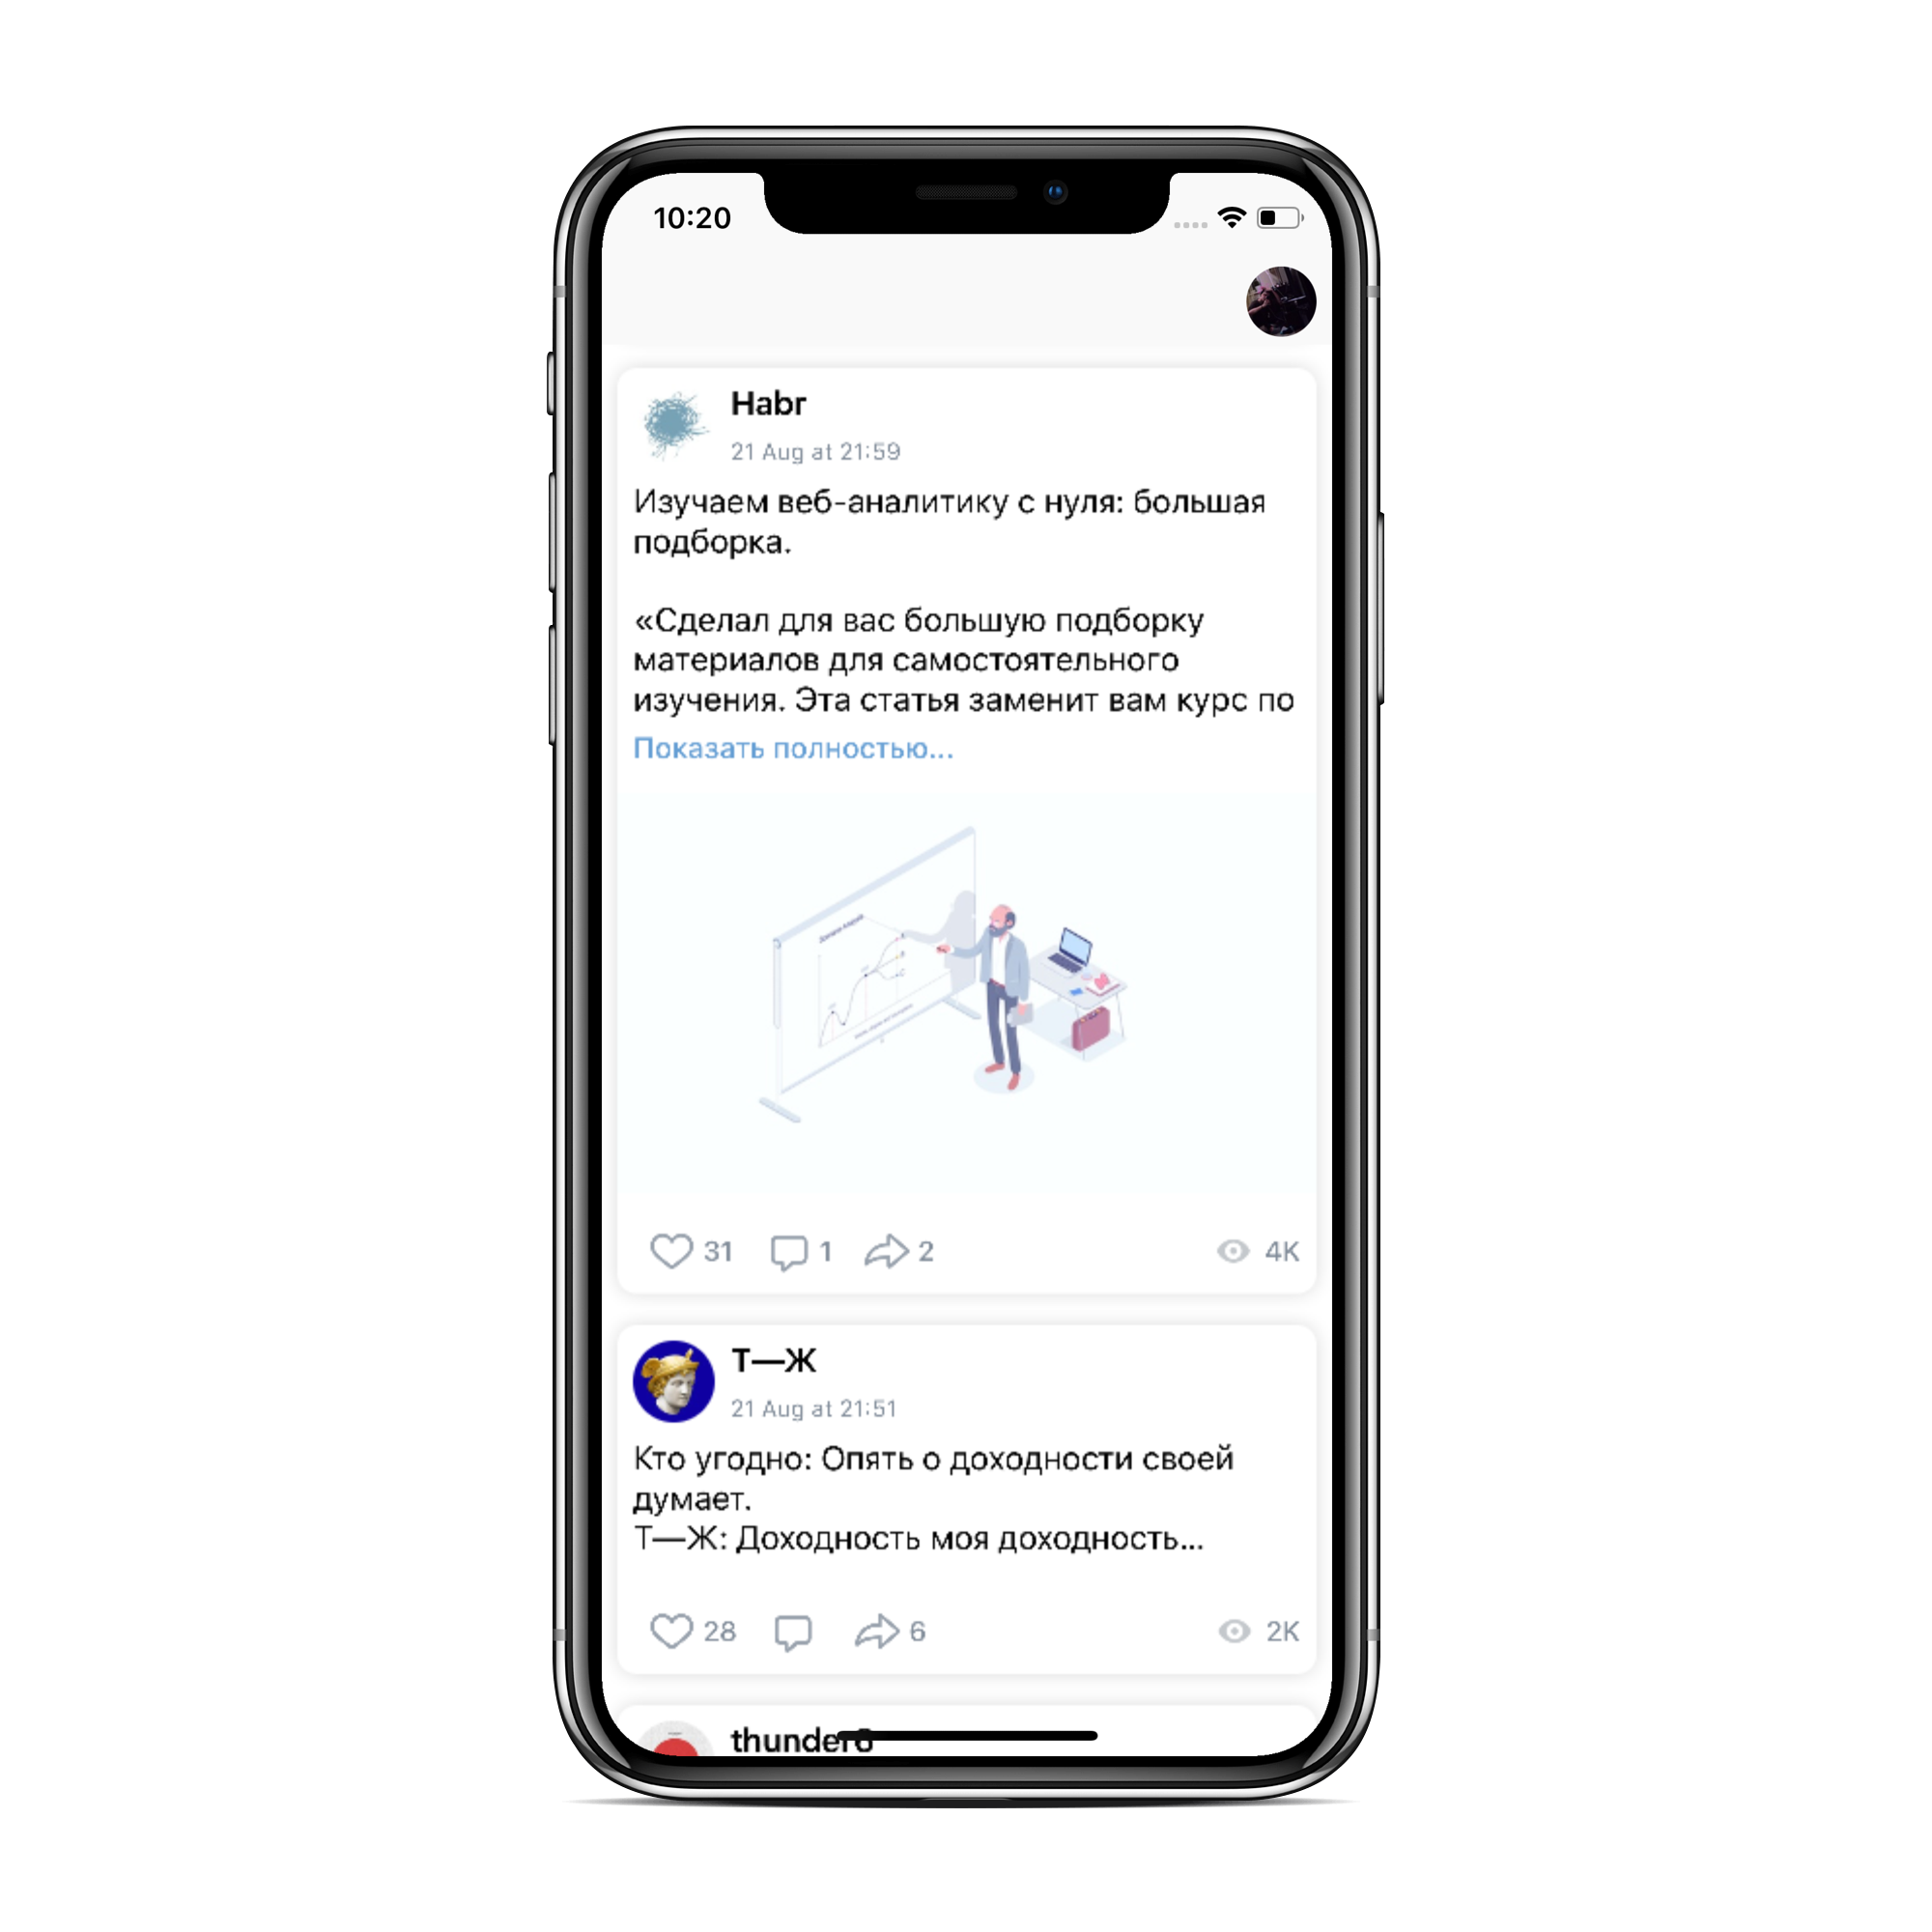 10:20
Habr
21 Aug at 21:59
Изучаем веб-аналитику с нуля: большая
подборка.
«Сделал для вас большую подборку
материалов для самостоятельного
изучения. Эта статья заменит вам курс по
Показать полностью...
31 1 2 4K
Т—Ж
21 Aug at 21:51
Кто угодно: Опять о доходности своей
думает.
Т—Ж: Доходность моя доходность...
28 6 2K